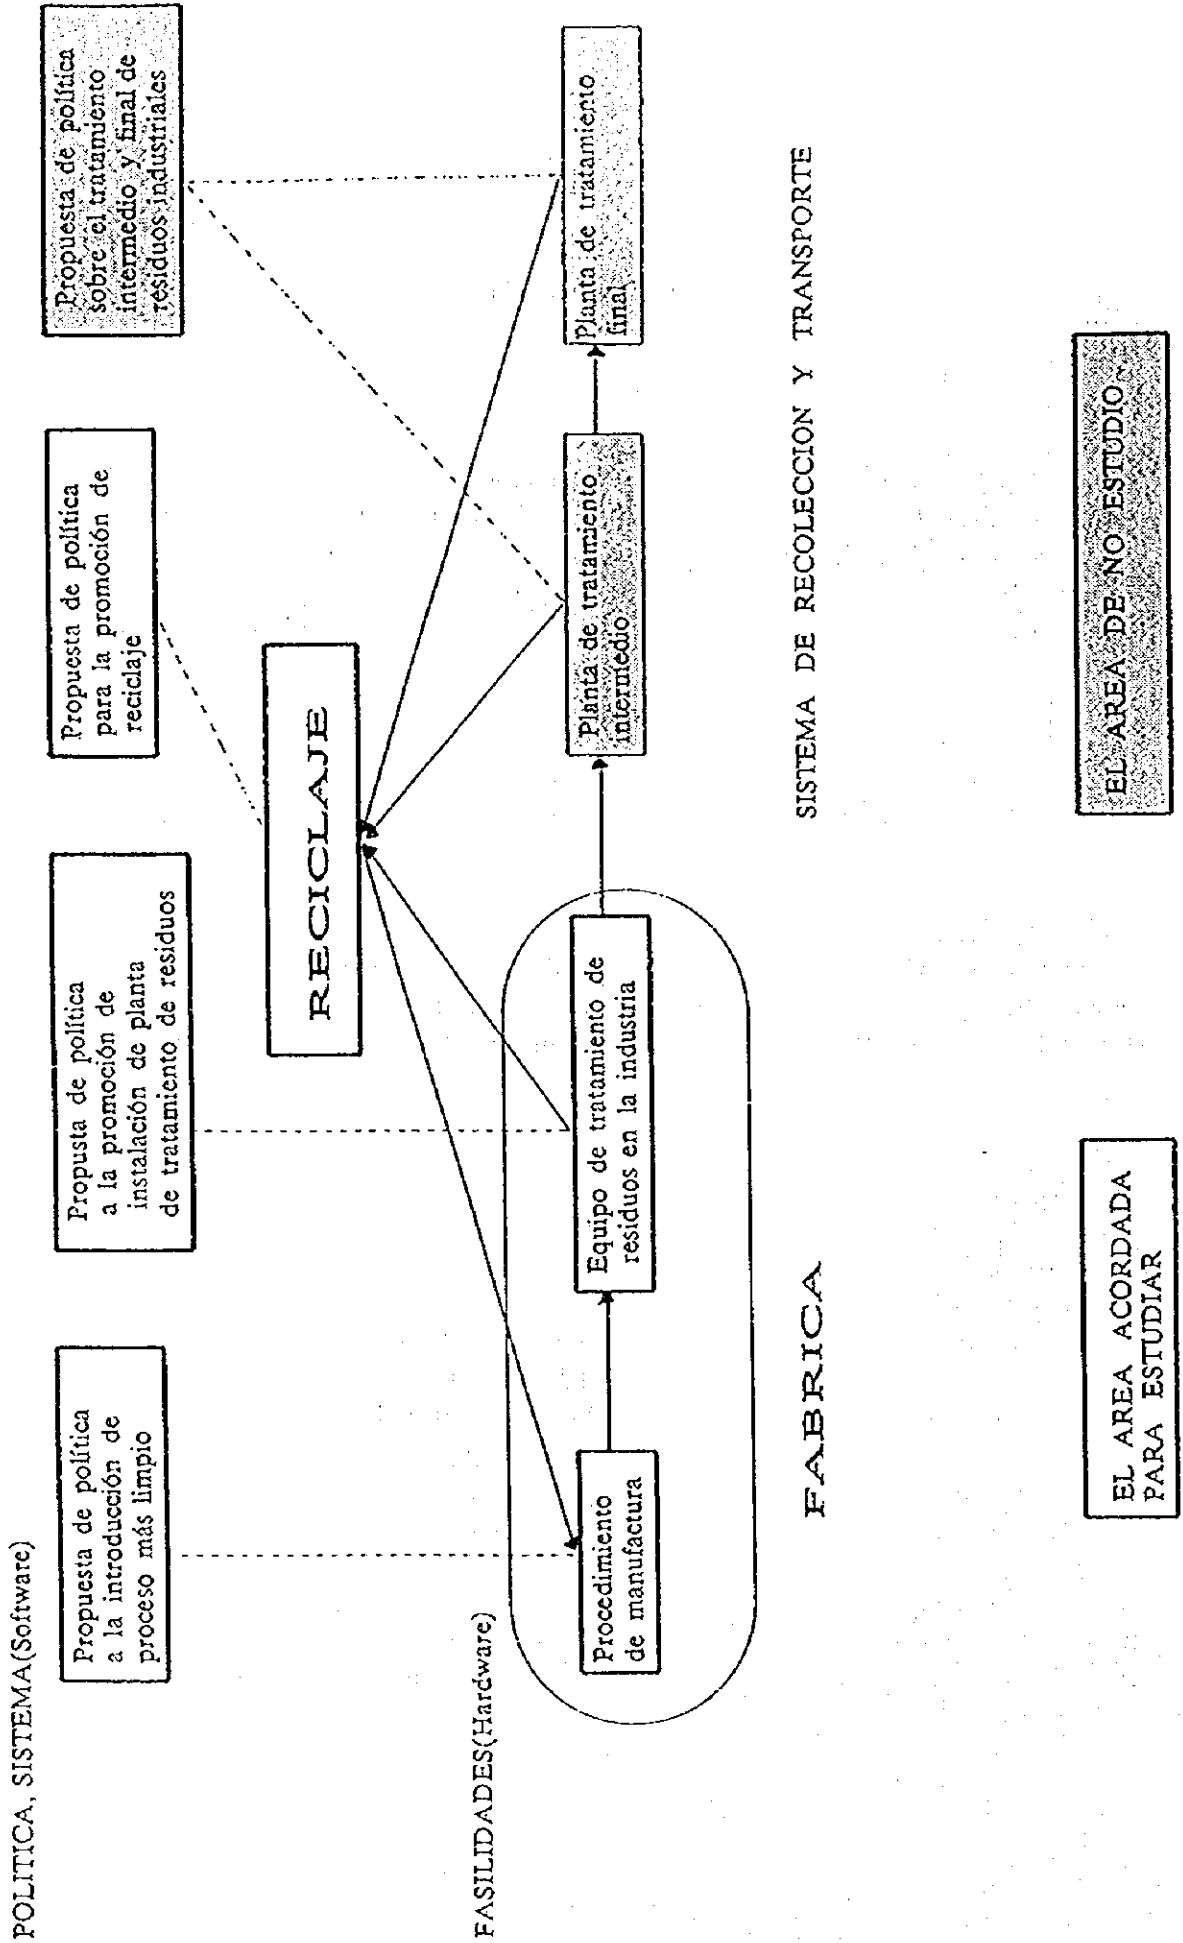 POLITICA, SISTEMA(Software)
Propuesta de política
a la introducción de
proceso más limpio
Propusta de política
a la promoción de
instalación de planta
de tratamiento de residuos
Propuesta de política
para la promoción de
reciclaje
Propuesta de política
sobre el tratamiento
intermedio y final de
residuos industriales
RECICLAJE
FASILIDADES(Hardware)
Procedimiento
de manufactura
Equipo de tratamiento de
residuos en la industria
Planta de tratamiento
intermedio
Planta de tratamiento
final
FABRICA
SISTEMA DE RECOLECCION Y TRANSPORTE
EL AREA ACORDADA
PARA ESTUDIAR
EL AREA DE NO ESTUDIO